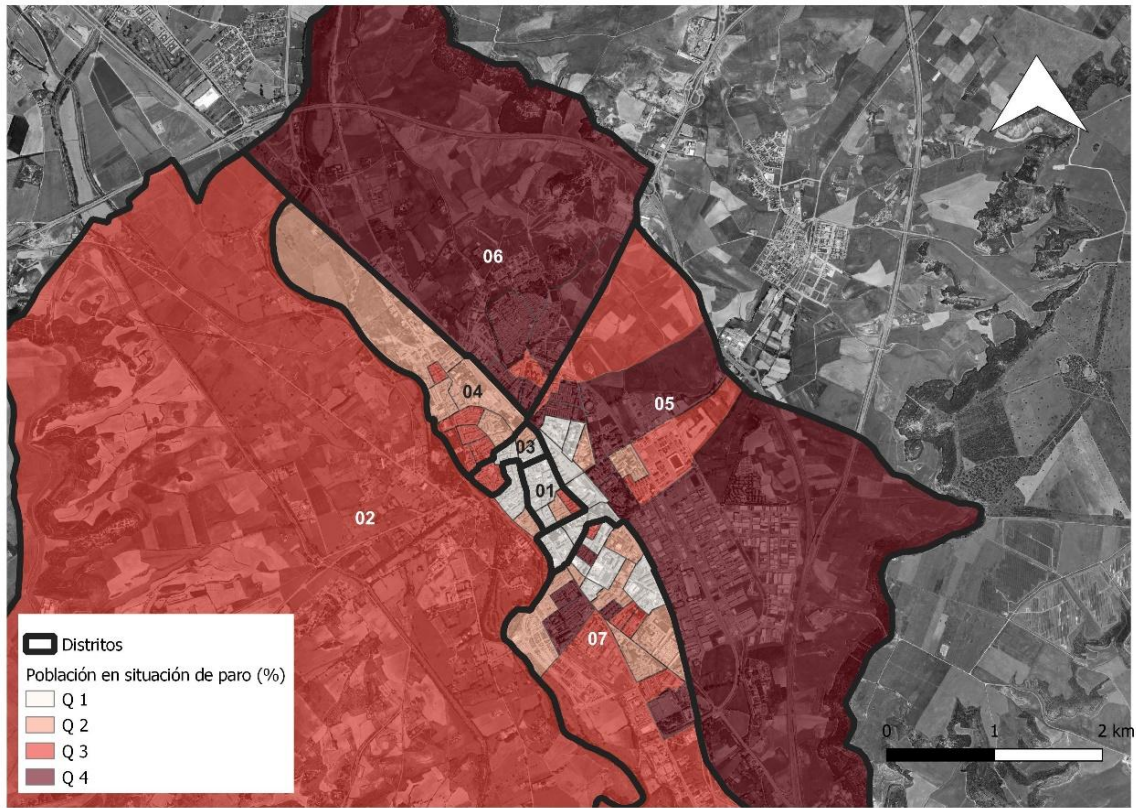 06
04
05
03
01
02
07
Distritos
Población en situación de paro (%)
Q 1
Q 2
Q 3
Q 4
0 1 2 km